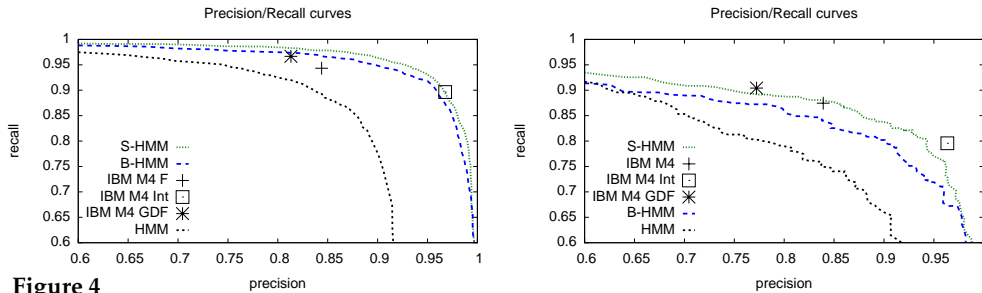 Precision/Recall curves
1
0.95
0.9
0.85
0.8
0.75
0.7
0.65
0.6
recall
S-HMM
B-HMM
IBM M4 F
IBM M4 Int
IBM M4 GDF
HMM
0.6 0.65 0.7 0.75 0.8 0.85 0.9 0.95 1
precision
Precision/Recall curves
1
0.95
0.9
0.85
0.8
0.75
0.7
0.65
0.6
recall
S-HMM
IBM M4
IBM M4 Int
IBM M4 GDF
B-HMM
HMM
0.6 0.65 0.7 0.75 0.8 0.85 0.9 0.95
precision
Figure 4